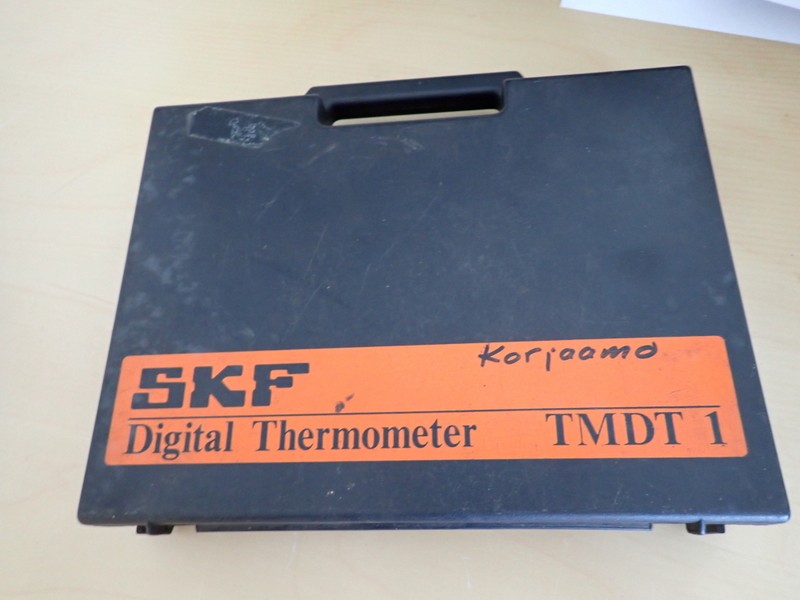 Korjaamo
SKF
Digital Thermometer TMDT 1